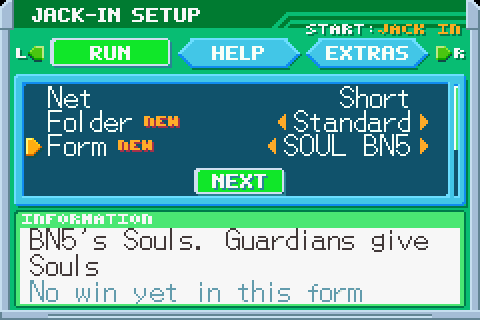 JACK-IN SETUP
START:JACK IN
L RUN HELP EXTRAS R
Net Short
Folder NEW Standard
Form NEW SOUL BN5
NEXT
INFORMATION
BN5's Souls. Guardians give
Souls
No win yet in this form